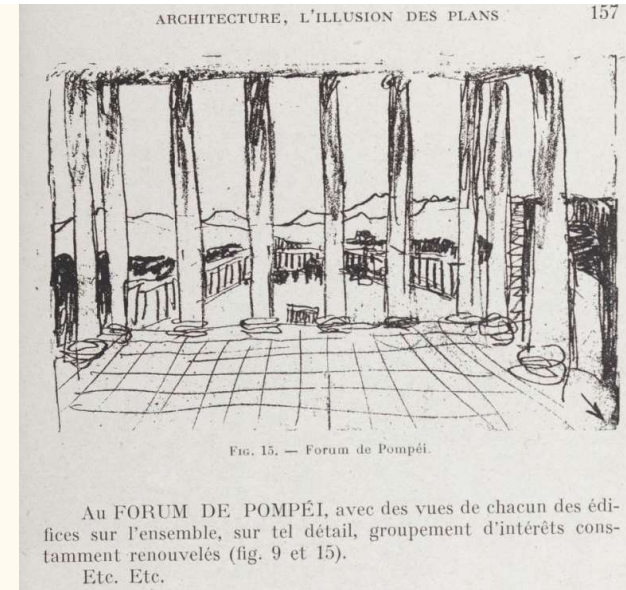 ARCHITECTURE, L'ILLUSION DES PLANS 157
FIG. 15. — Forum de Pompéi.
Au FORUM DE POMPÉI, avec des vues de chacun des édi-
fices sur l'ensemble, sur tel détail, groupement d'intérêts cons-
tamment renouvelés (fig. 9 et 15).
Etc. Etc.